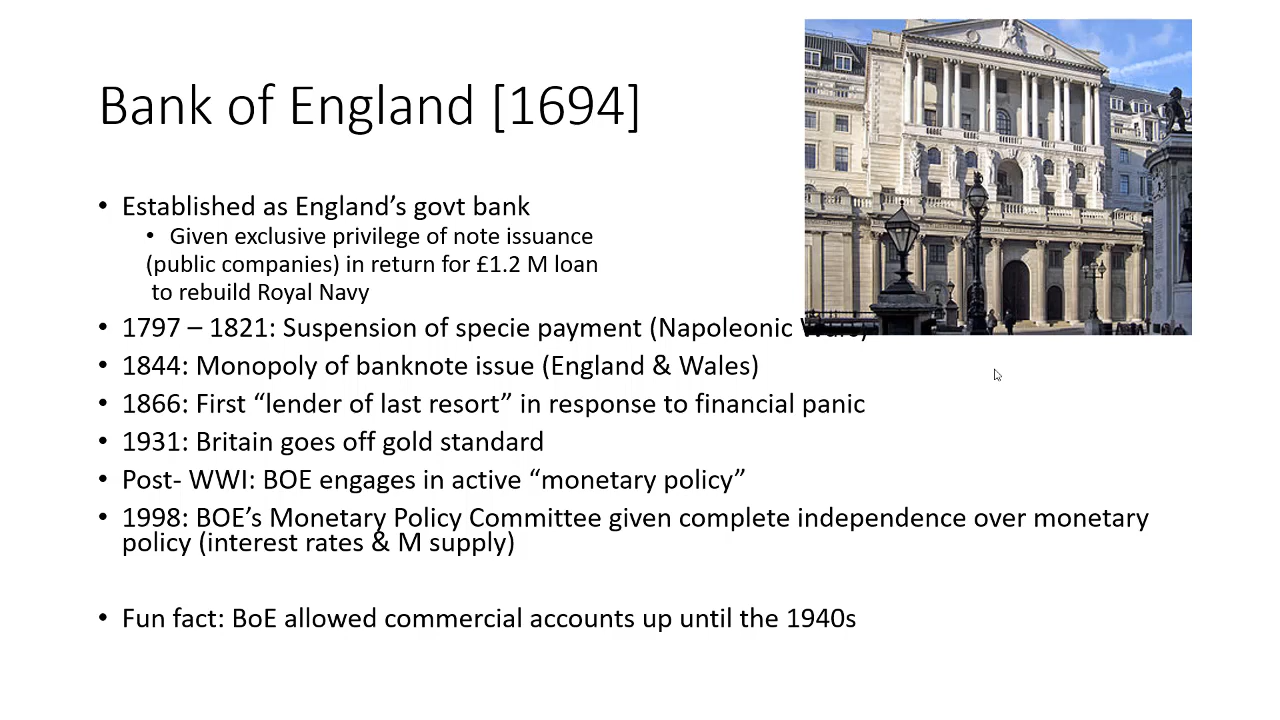 Bank of England [1694]
• Established as England’s govt bank
• Given exclusive privilege of note issuance
(public companies) in return for £1.2 M loan
to rebuild Royal Navy
• 1797 – 1821: Suspension of specie payment (Napoleonic Wars)
• 1844: Monopoly of banknote issue (England & Wales)
• 1866: First “lender of last resort” in response to financial panic
• 1931: Britain goes off gold standard
• Post- WWI: BOE engages in active “monetary policy”
• 1998: BOE’s Monetary Policy Committee given complete independence over monetary
policy (interest rates & M supply)
• Fun fact: BoE allowed commercial accounts up until the 1940s